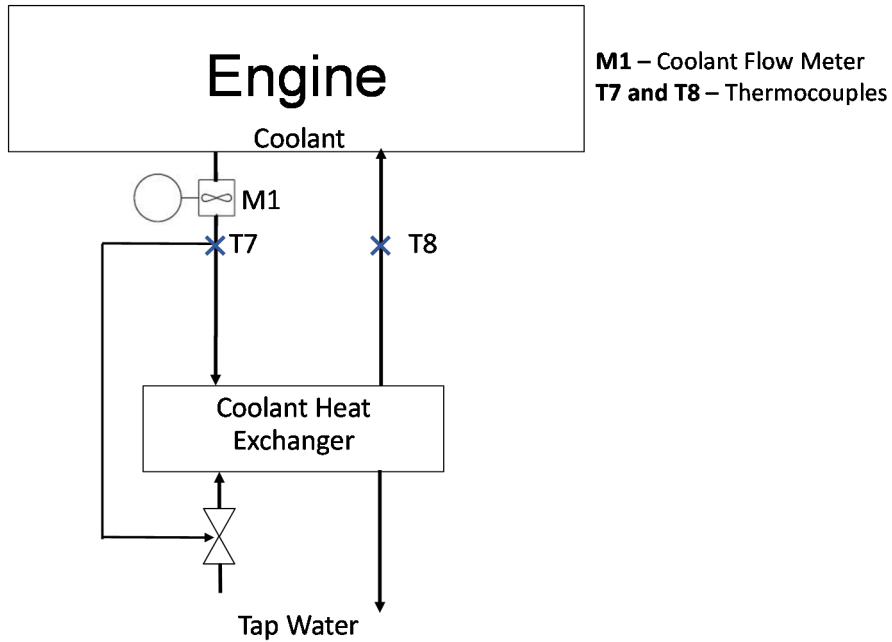 Engine
Coolant
M1 – Coolant Flow Meter
T7 and T8 – Thermocouples
M1
T7
T8
Coolant Heat
Exchanger
Tap Water